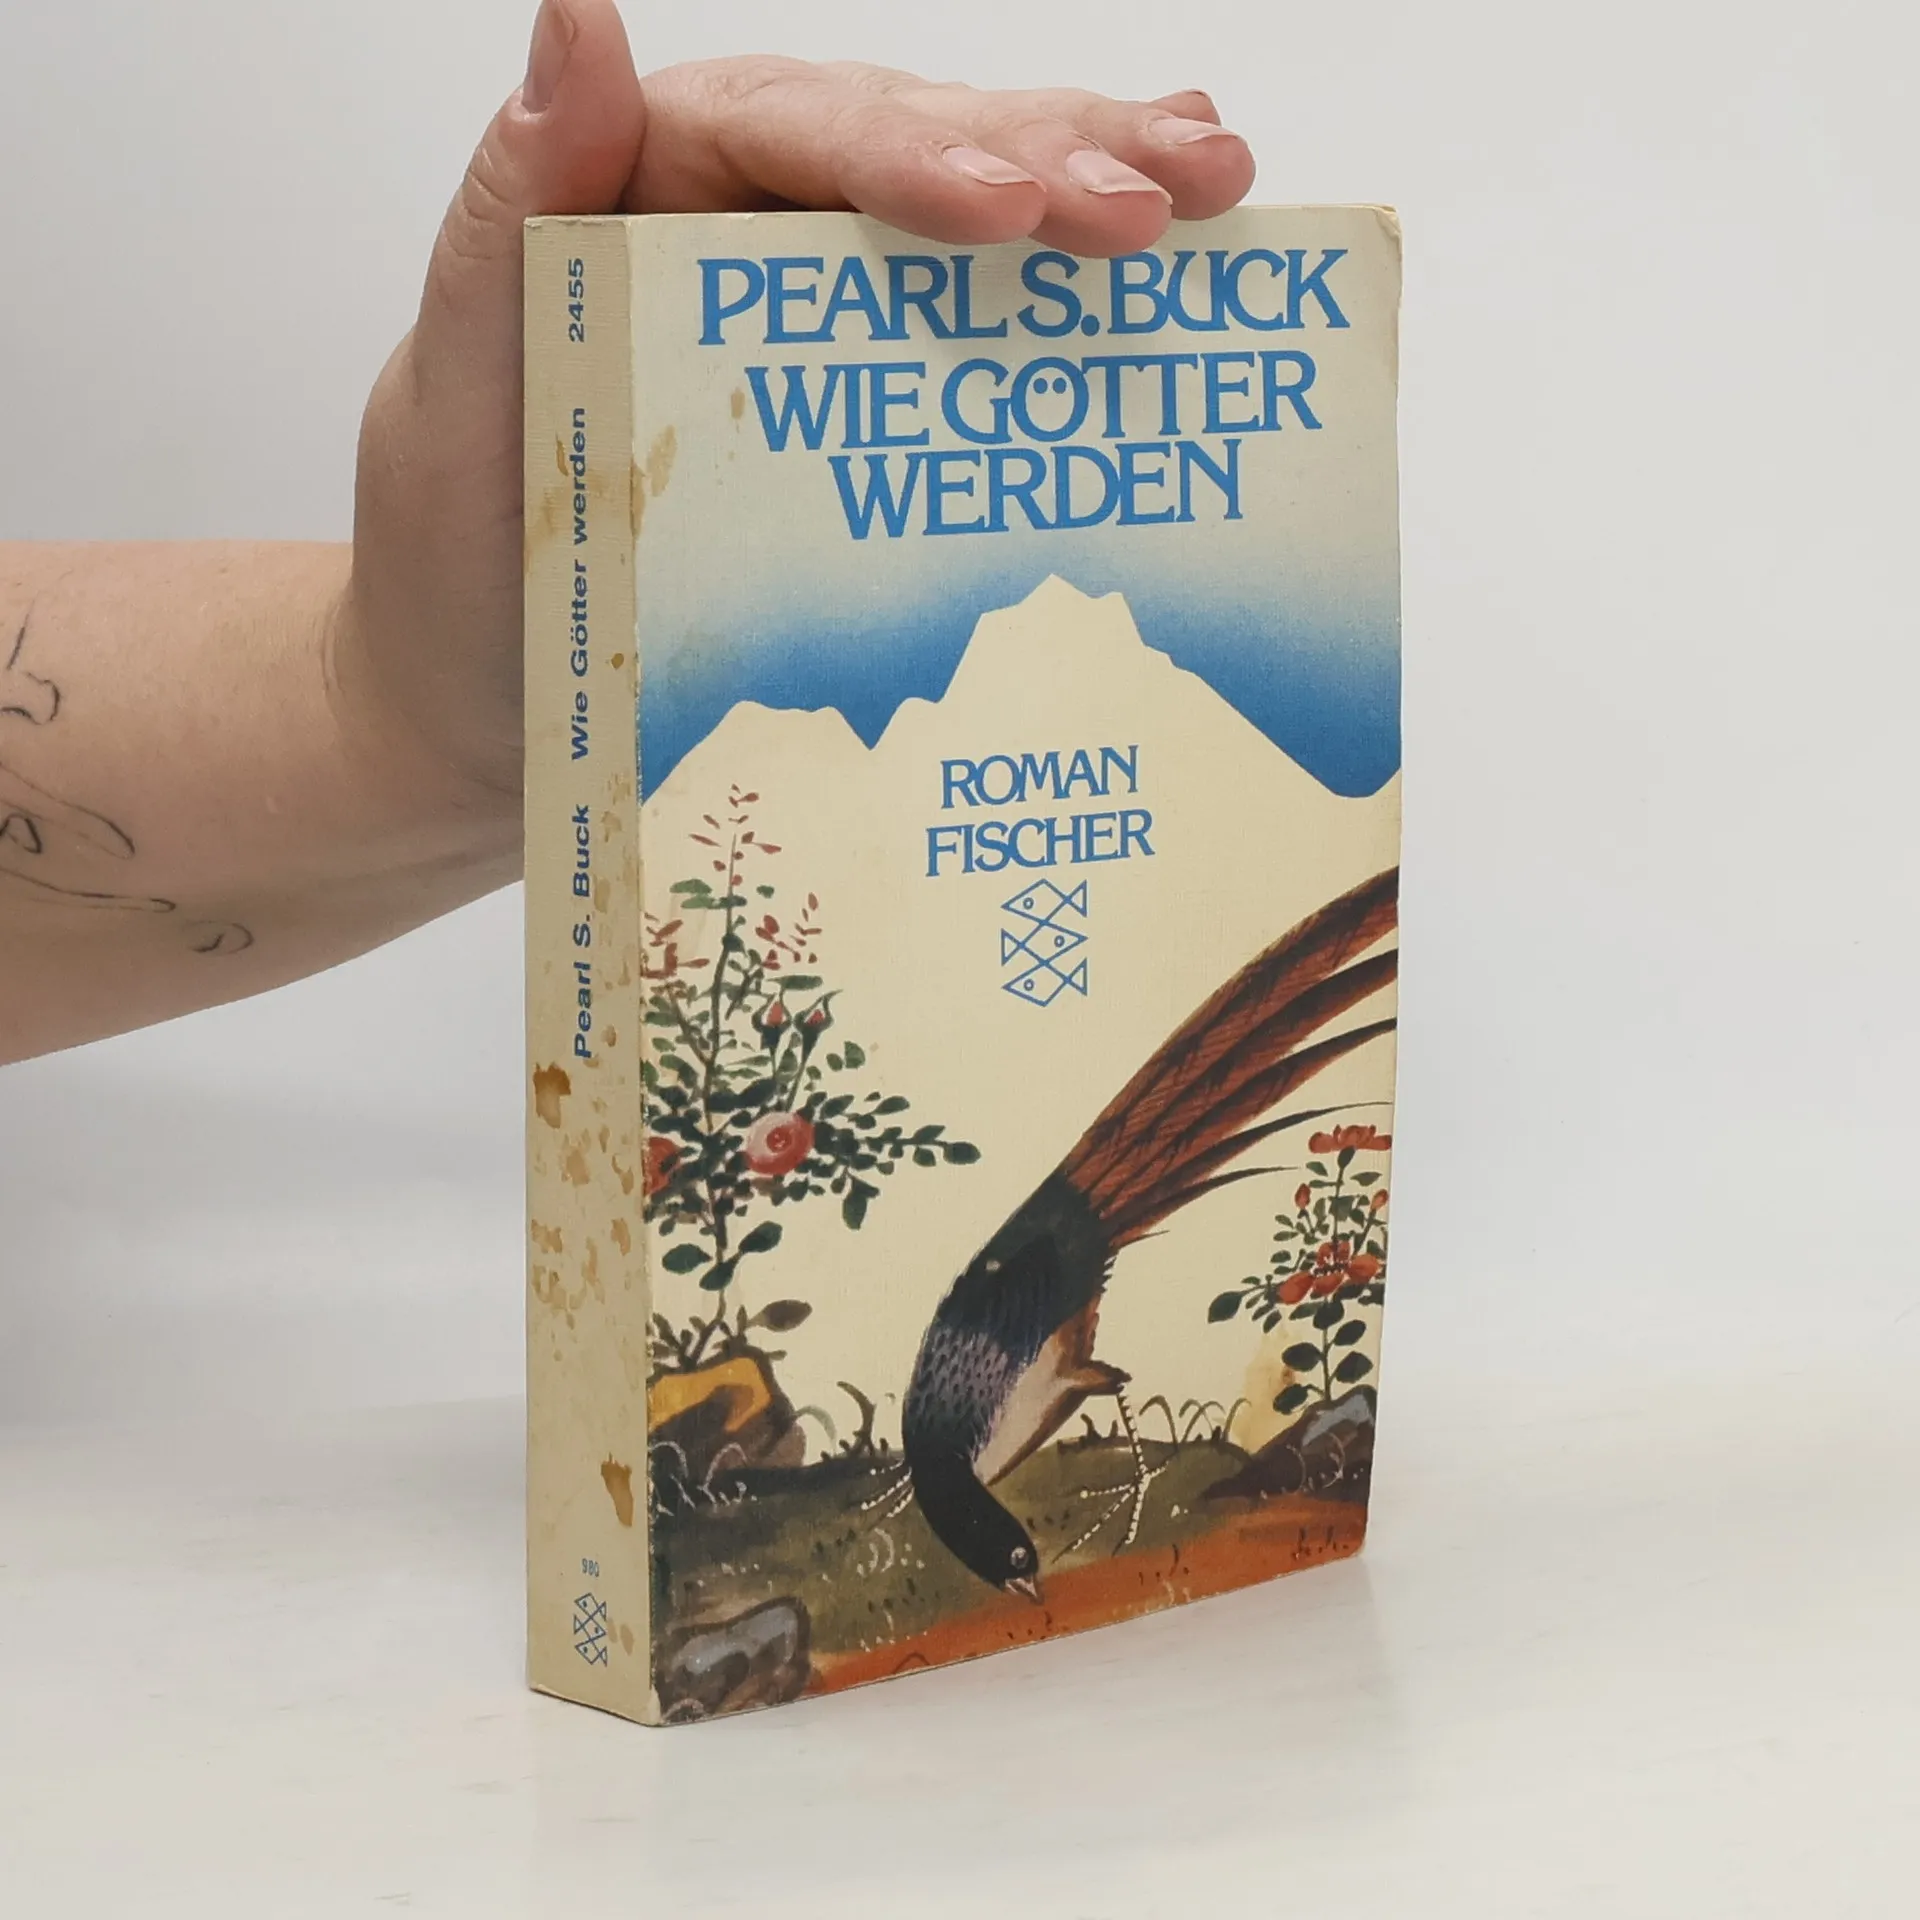 PEARL S. BUCK
WIE GÖTTER
WERDEN
ROMAN
FISCHER
Pearl S. Buck Wie Götter werden 2455
980